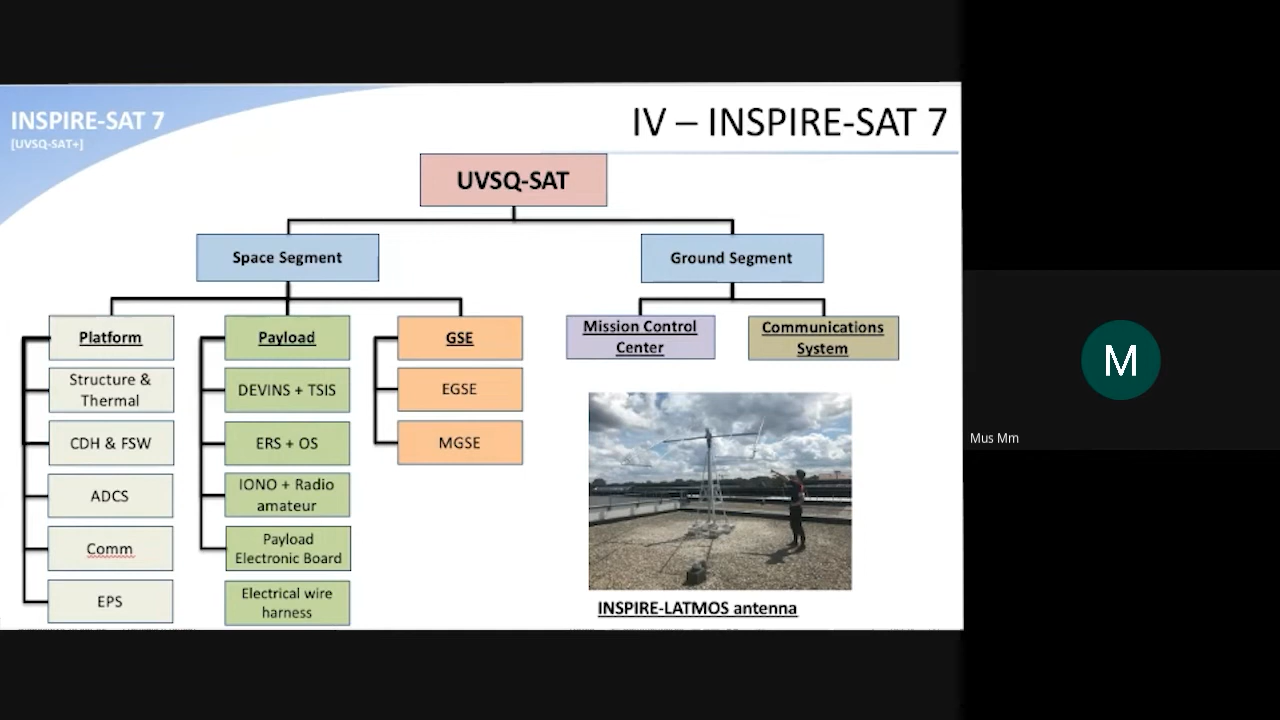 INSPIRE-SAT 7
[UVSQ-SAT+]
IV – INSPIRE-SAT 7
UVSQ-SAT
Space Segment
Ground Segment
Platform
Payload
GSE
Mission Control
Center
Communications
System
Structure &
Thermal
DEVINS + TSIS
EGSE
CDH & FSW
ERS + OS
MGSE
ADCS
IONO + Radio
amateur
Comm
Payload
Electronic Board
EPS
Electrical wire
harness
INSPIRE-LATMOS antenna
M
Mus Mm